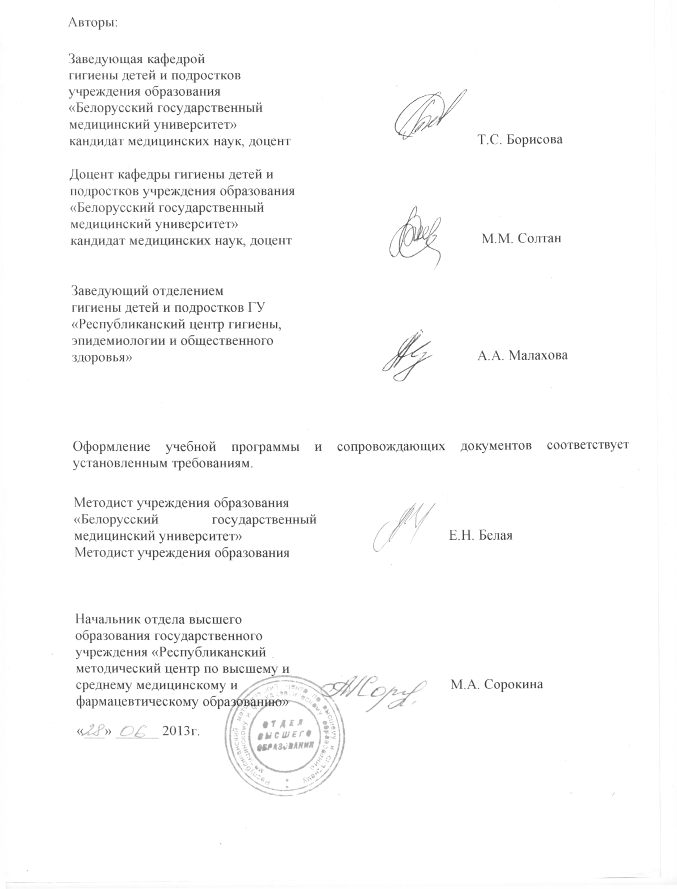 Авторы:
Заведующая кафедрой
гигиены детей и подростков
учреждения образования
«Белорусский государственный
медицинский университет»
кандидат медицинских наук, доцент
Т.С. Борисова
Доцент кафедры гигиены детей и
подростков учреждения образования
«Белорусский государственный
медицинский университет»
кандидат медицинских наук, доцент
М.М. Солтан
Заведующий отделением
гигиены детей и подростков ГУ
«Республиканский центр гигиены,
эпидемиологии и общественного
здоровья»
А.А. Малахова
Оформление учебной программы и сопровождающих документов соответствует
установленным требованиям.
Методист учреждения образования
«Белорусский государственный
медицинский университет»
Е.Н. Белая
Методист учреждения образования
Начальник отдела высшего
образования государственного
учреждения «Республиканский
методический центр по высшему и
среднему медицинскому и
М.А. Сорокина
фармацевтическому образованию»
«28» 06 2013г.
ОТДЕЛ
ВЫСШЕГО
ОБРАЗОВАНИЯ